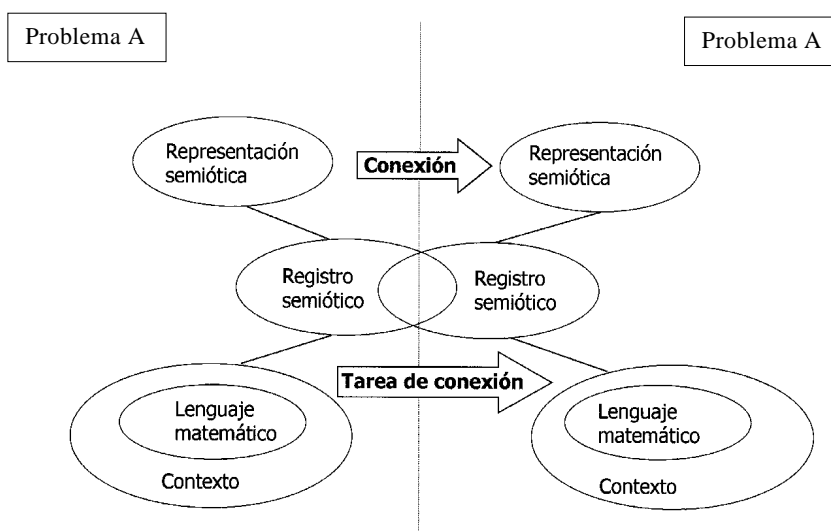 Problema A
Problema A
Representación
semiótica
Conexión
Representación
semiótica
Registro
semiótico
Registro
semiótico
Tarea de conexión
Lenguaje
matemático
Contexto
Lenguaje
matemático
Contexto